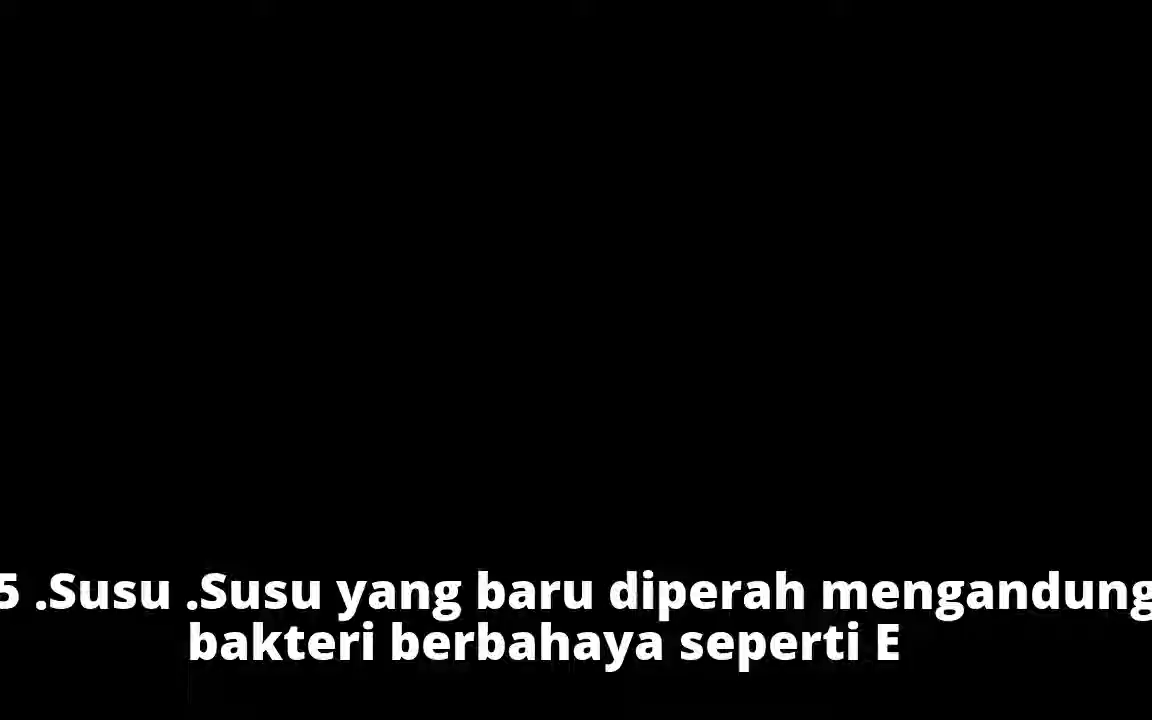 5 .Susu .Susu yang baru diperah mengandung
bakteri berbahaya seperti E